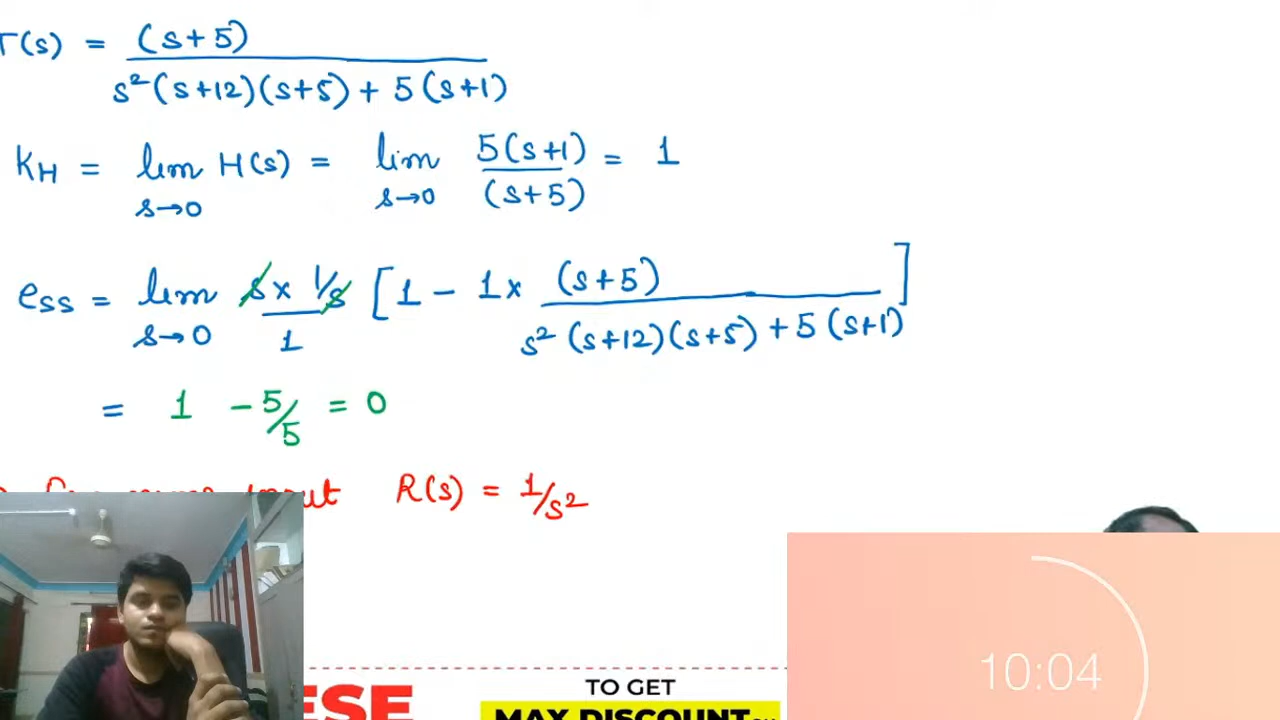 T(s) = (s+5) / s²(s+12)(s+5) + 5(s+1)
K_H = lim s→0 H(s) = lim s→0 5(s+1) / (s+5) = 1
e_ss = lim s→0 s × 1/s / 1 [1 - 1× (s+5) / s²(s+12)(s+5) + 5(s+1)]
= 1 - 5/5 = 0
input R(s) = 1/s²
10:04
ESE
TO GET
MAX DISCOUNT